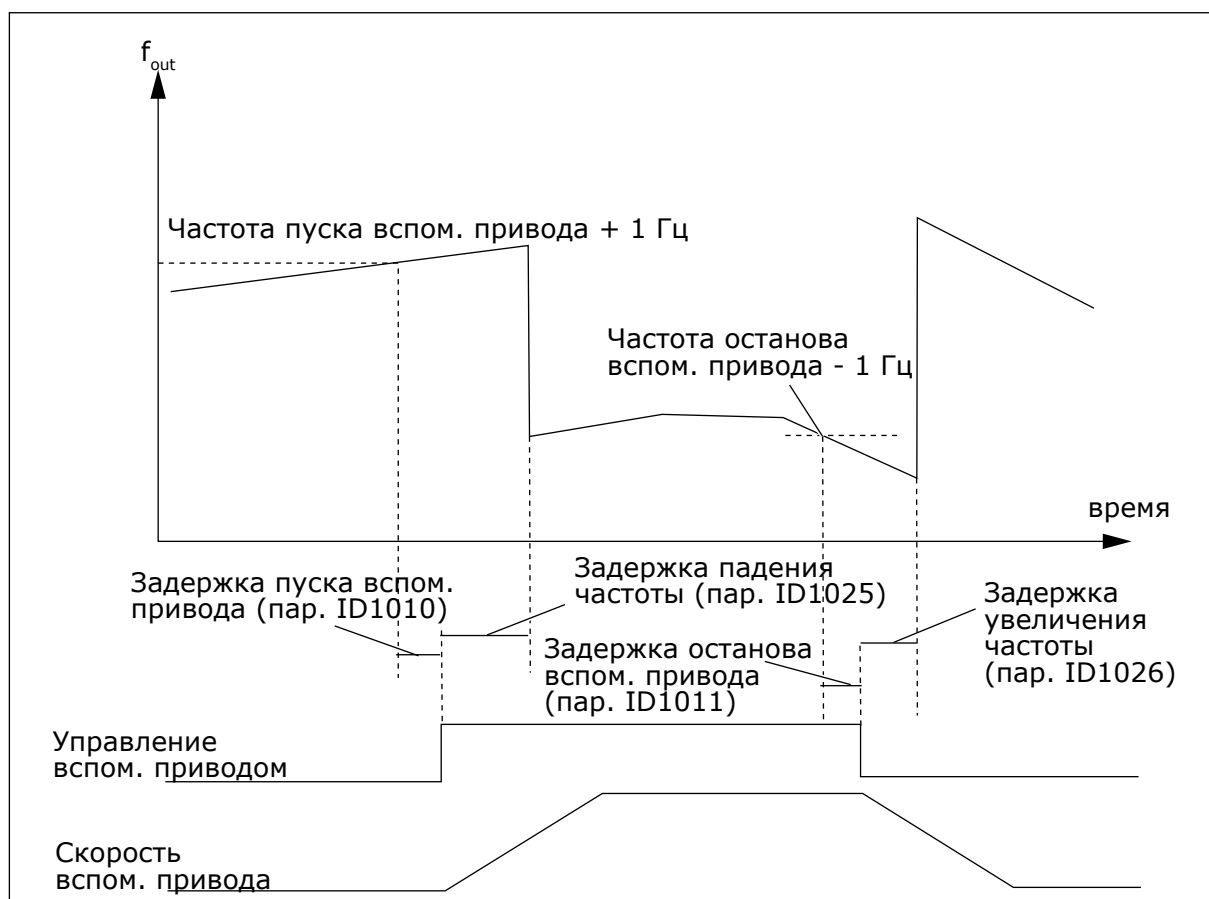 f_out
Частота пуска вспом. привода + 1 Гц
Частота останова
вспом. привода - 1 Гц
время
Задержка пуска вспом.
привода (пар. ID1010)
Задержка падения
частоты (пар. ID1025)
Задержка останова
вспом. привода
(пар. ID1011)
Задержка
увеличения
частоты
(пар. ID1026)
Управление
вспом. приводом
Скорость
вспом. привода